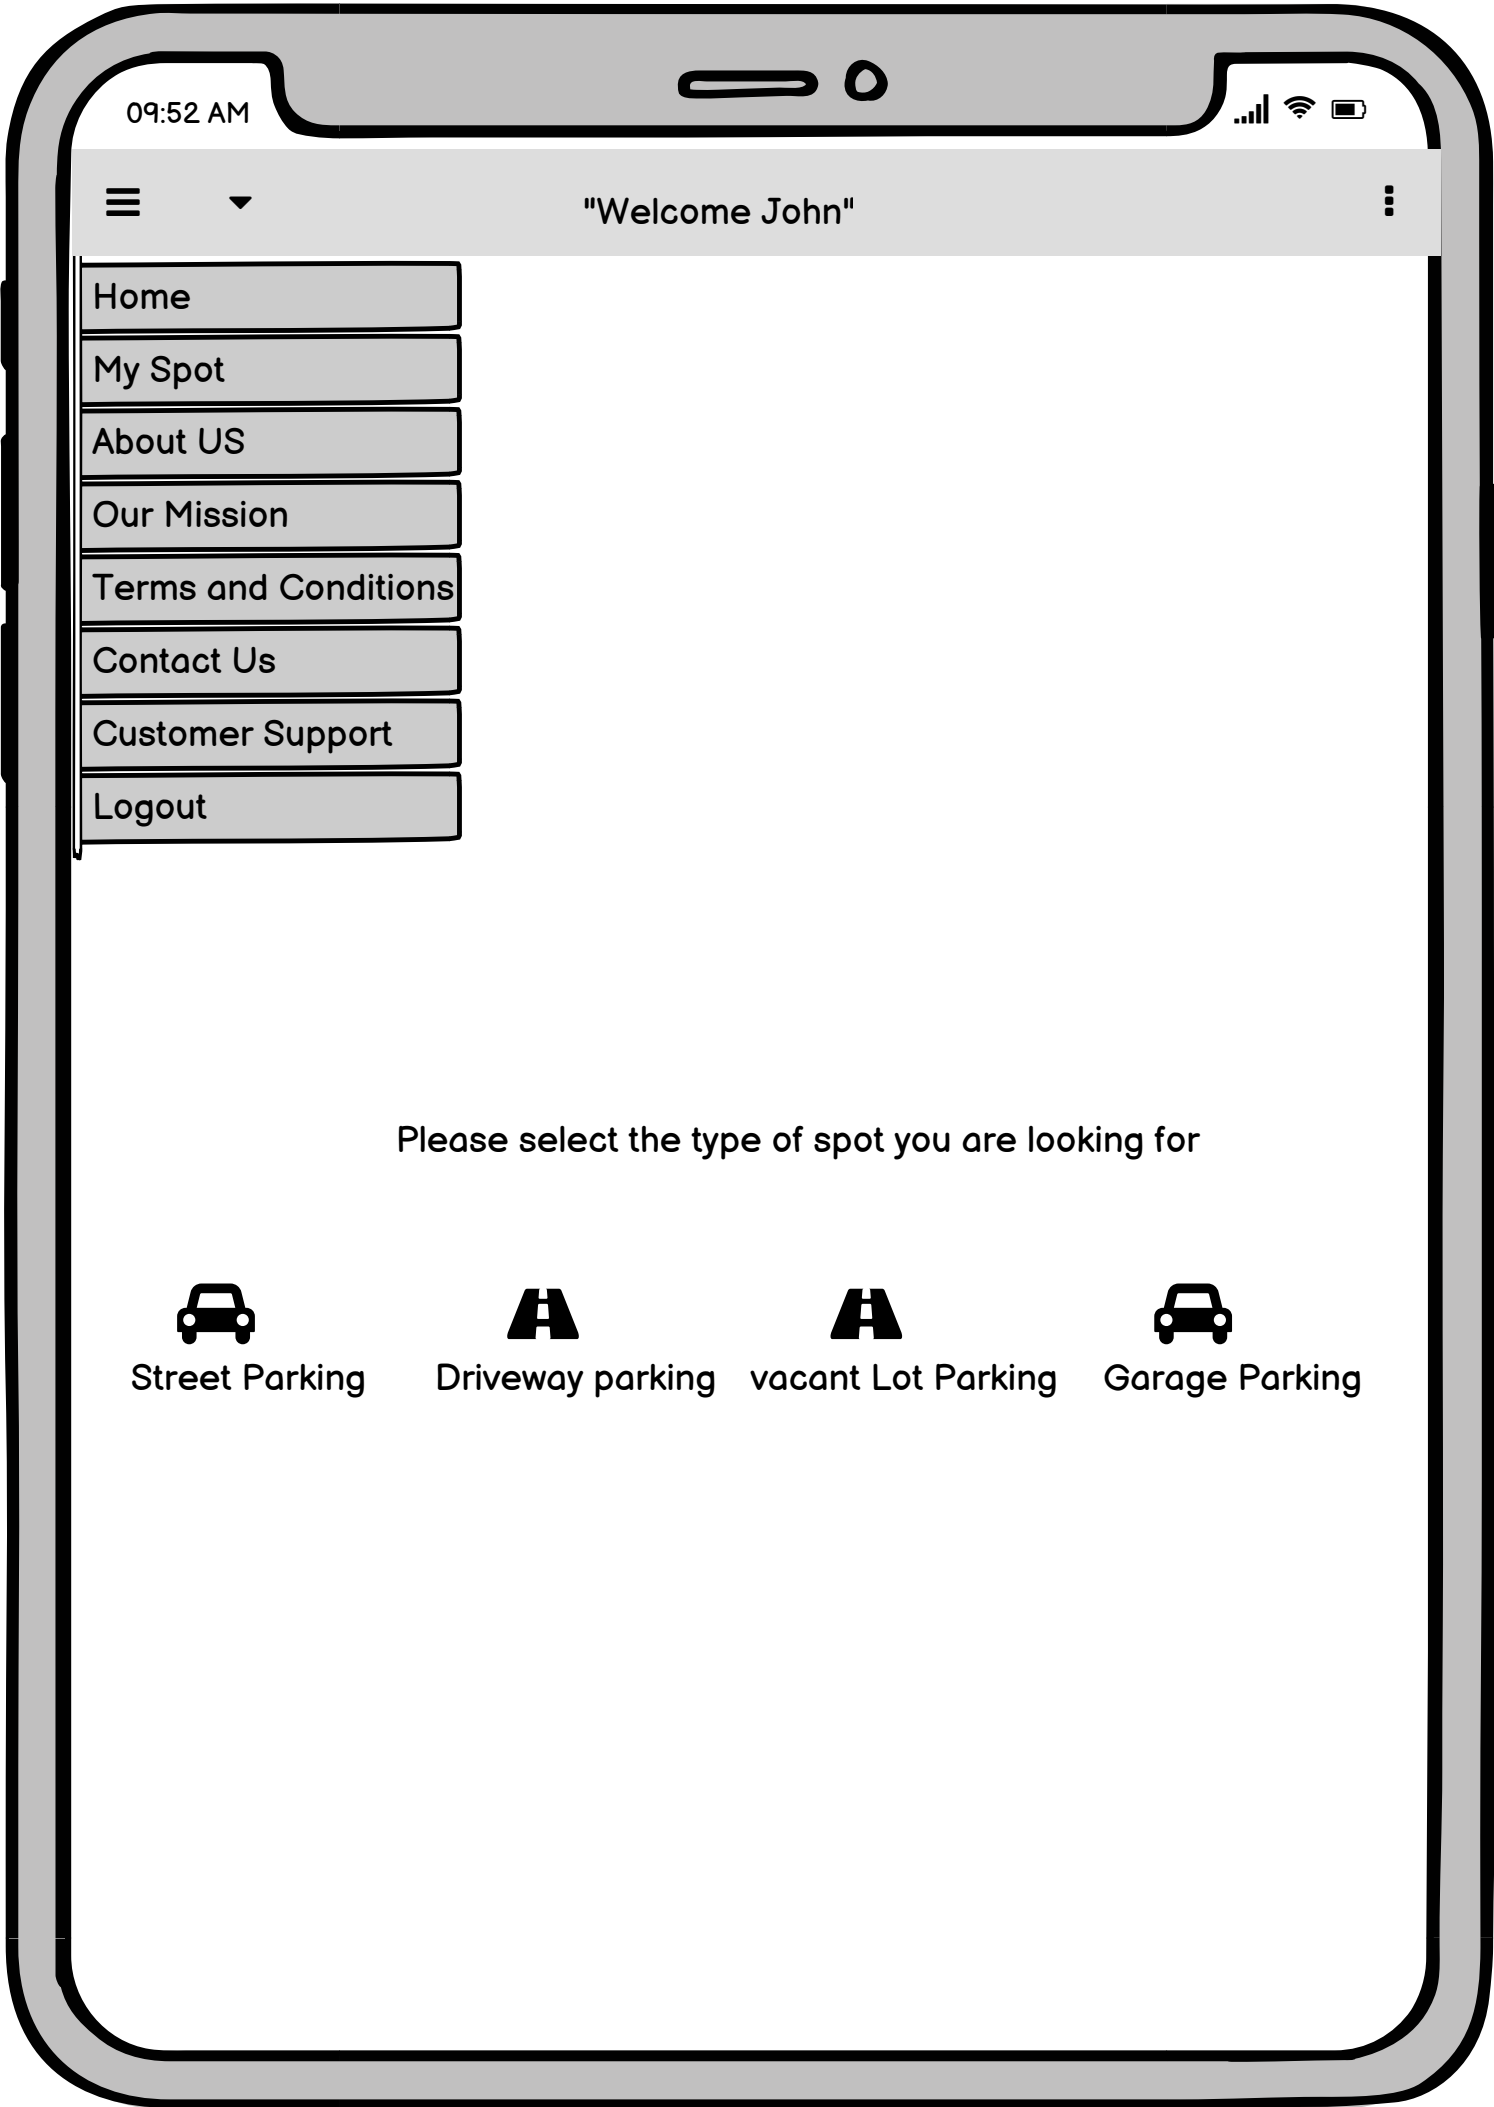 09:52 AM
"Welcome John"
Home
My Spot
About US
Our Mission
Terms and Conditions
Contact Us
Customer Support
Logout
Please select the type of spot you are looking for
Street Parking
Driveway parking
vacant Lot Parking
Garage Parking